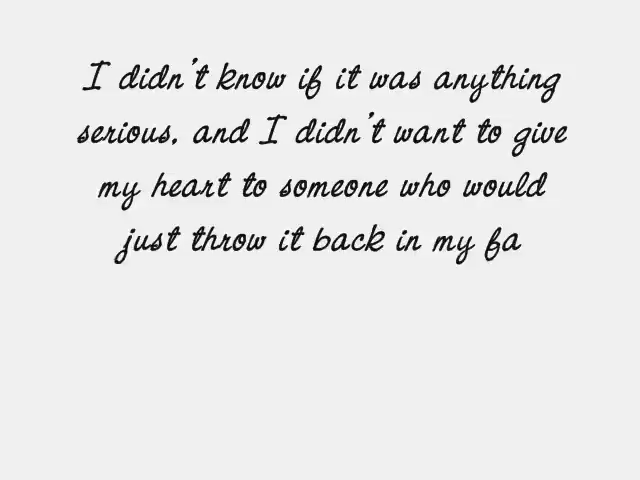 I didn't know if it was anything
serious, and I didn't want to give
my heart to someone who would
just throw it back in my fa